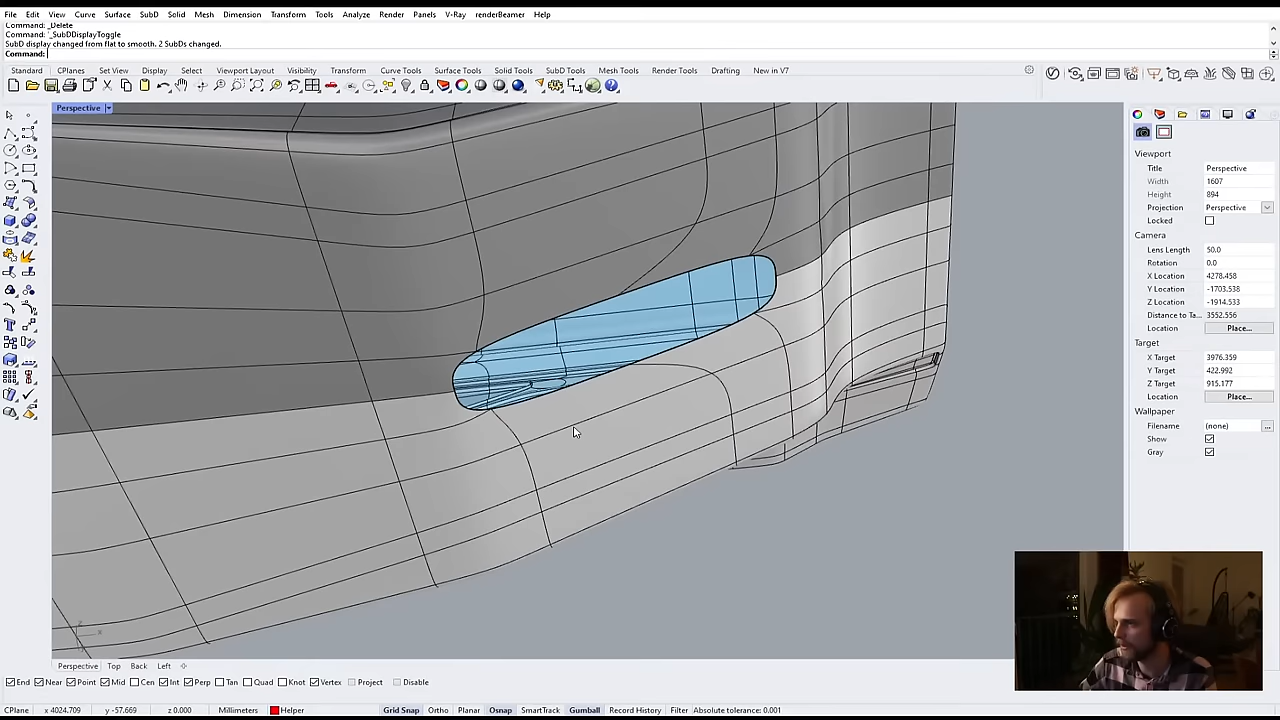 File Edit View Curve Surface SubD Solid Mesh Dimension Transform Tools Analyze Render Panels V-Ray renderBeamer Help
Command: _Delete
Command: '_SubDDisplayToggle
SubD display changed from flat to smooth. 2 SubDs changed.
Command:
Standard CPlanes Set View Display Select Viewport Layout Visibility Transform Curve Tools Surface Tools Solid Tools SubD Tools Mesh Tools Render Tools Drafting New in V7
Perspective
Viewport
Title Perspective
Width 1607
Height 894
Projection Perspective
Locked
Camera
Lens Length 50.0
Rotation 0.0
X Location 4278.458
Y Location -1703.538
Z Location -1914.533
Distance to Ta... 3552.556
Location Place...
Target
X Target 3976.359
Y Target 422.992
Z Target 915.177
Location Place...
Wallpaper
Filename (none) ...
Show
Gray
z
x
Perspective Top Back Left
End Near Point Mid Cen Int Perp Tan Quad Knot Vertex Project Disable
CPlane x 4024.709 y -57.669 z 0.000 Millimeters Helper Grid Snap Ortho Planar Osnap SmartTrack Gumball Record History Filter Absolute tolerance: 0.001